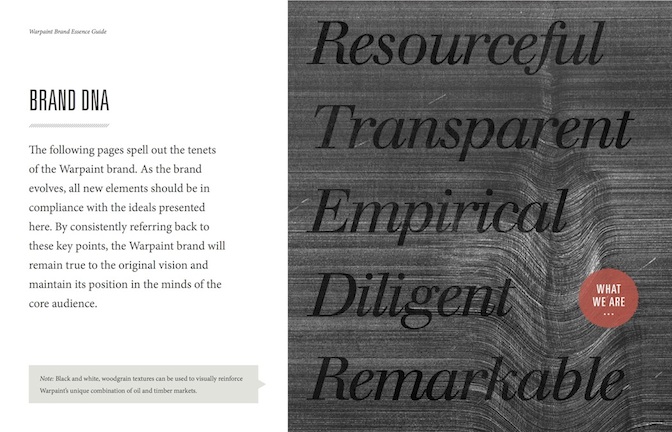 Warpaint Brand Essence Guide
BRAND DNA
The following pages spell out the tenets
of the Warpaint brand. As the brand
evolves, all new elements should be in
compliance with the ideals presented
here. By consistently referring back to
these key points, the Warpaint brand will
remain true to the original vision and
maintain its position in the minds of the
core audience.
Note: Black and white, woodgrain textures can be used to visually reinforce
Warpaint's unique combination of oil and timber markets.
Resourceful
Transparent
Empirical
Diligent
Remarkable
WHAT
WE ARE